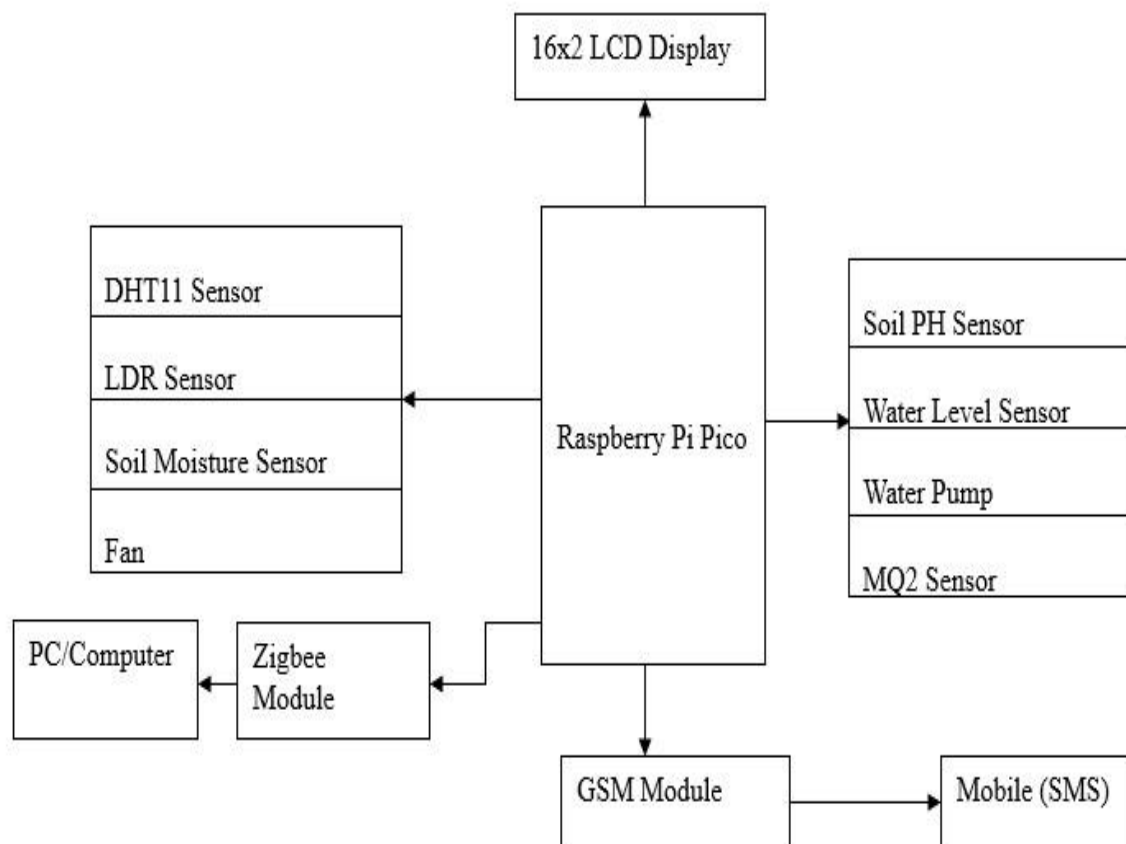 16x2 LCD Display
DHT11 Sensor
LDR Sensor
Soil Moisture Sensor
Fan
Raspberry Pi Pico
Soil PH Sensor
Water Level Sensor
Water Pump
MQ2 Sensor
PC/Computer
Zigbee
Module
GSM Module
Mobile (SMS)